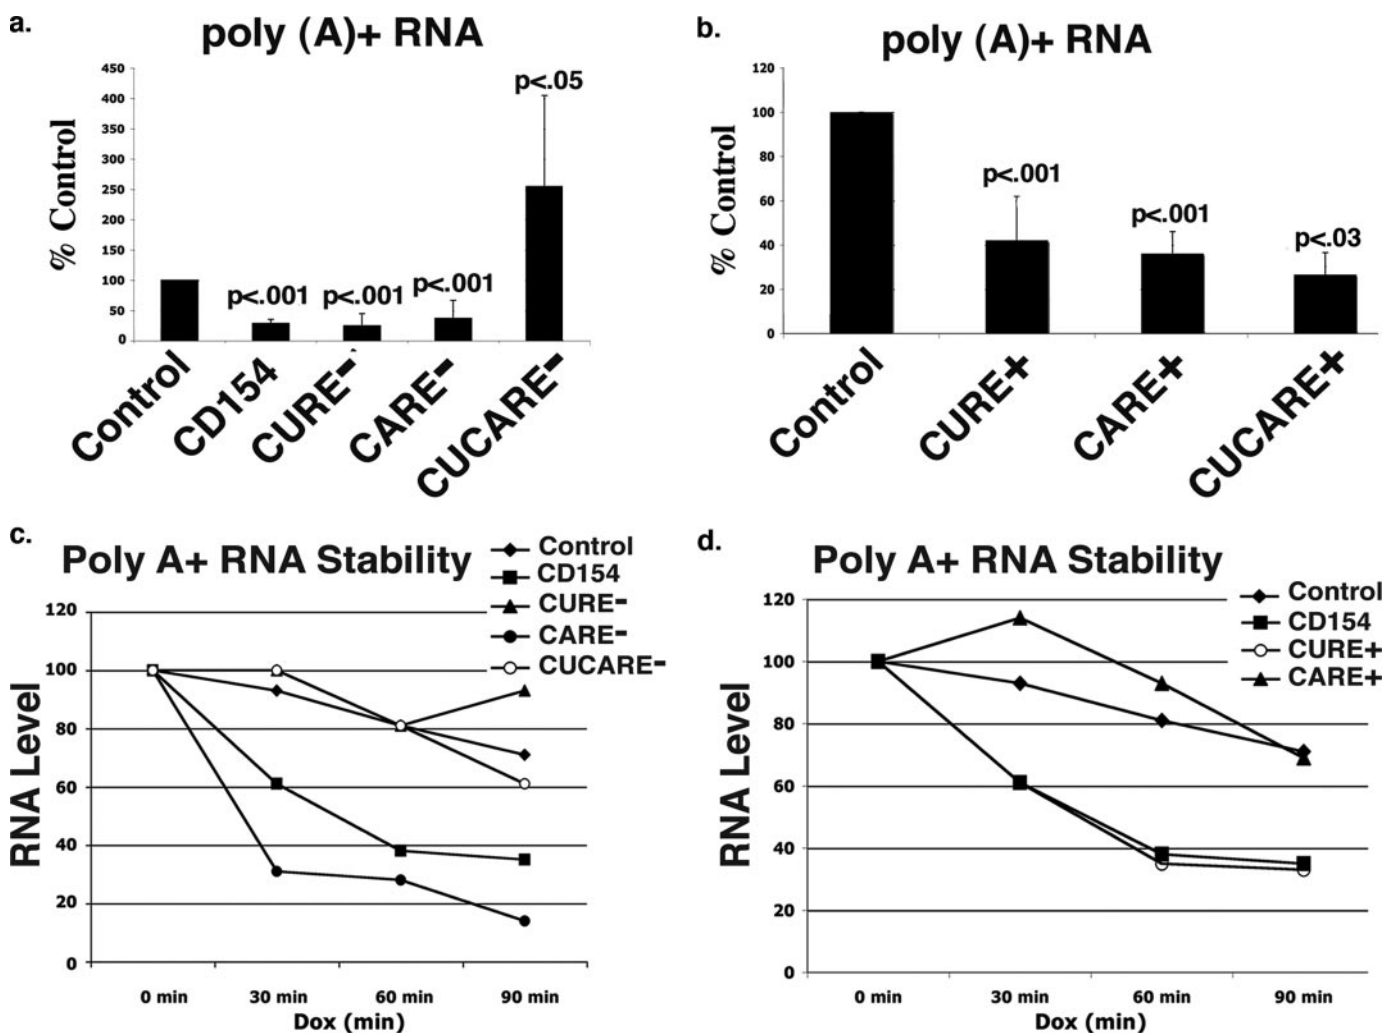 a.
poly (A)+ RNA
% Control
450
400
350
300
250
200
150
100
50
0
p<.001
p<.001
p<.001
p<.05
Control
CD154
CURE-
CARE-
CUCARE-
b.
poly (A)+ RNA
% Control
120
100
80
60
40
20
0
p<.001
p<.001
p<.03
Control
CURE+
CARE+
CUCARE+
c.
Poly A+ RNA Stability
Control
CD154
CURE-
CARE-
CUCARE-
RNA Level
120
100
80
60
40
20
0
0 min
30 min
60 min
90 min
Dox (min)
d.
Poly A+ RNA Stability
Control
CD154
CURE+
CARE+
RNA Level
120
100
80
60
40
20
0
0 min
30 min
60 min
90 min
Dox (min)